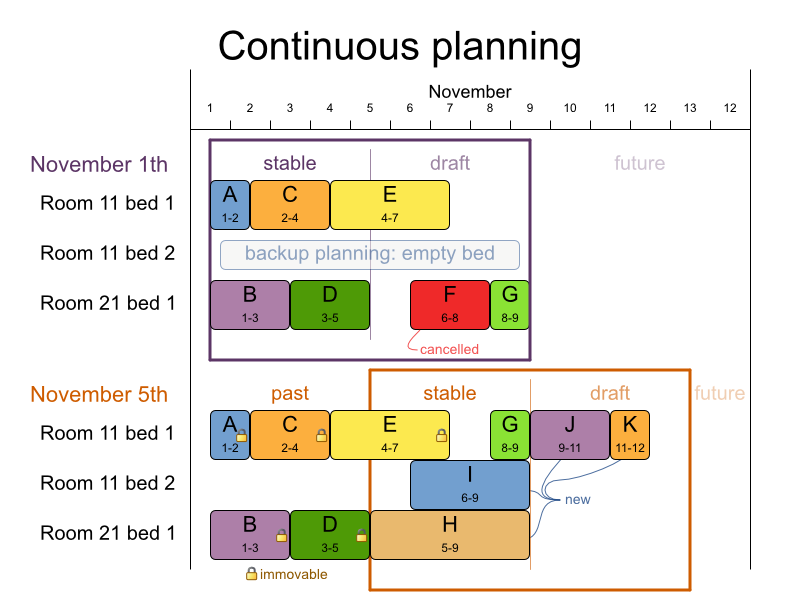 Continuous planning
November
1 2 3 4 5 6 7 8 9 10 11 12 13 12
November 1th stable draft future
Room 11 bed 1 A C E
1-2 2-4 4-7
Room 11 bed 2 backup planning: empty bed
Room 21 bed 1 B D F G
1-3 3-5 6-8 8-9
cancelled
November 5th past stable draft future
Room 11 bed 1 A C E G J K
1-2 2-4 4-7 8-9 9-11 11-12
Room 11 bed 2 I
6-9 new
Room 21 bed 1 B D H
1-3 3-5 5-9
immovable